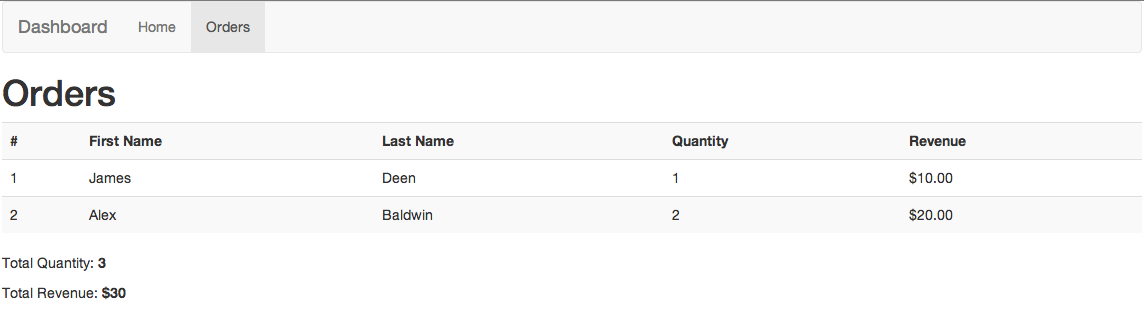 Dashboard Home Orders
Orders
# First Name Last Name Quantity Revenue
1 James Deen 1 $10.00
2 Alex Baldwin 2 $20.00
Total Quantity: 3
Total Revenue: $30